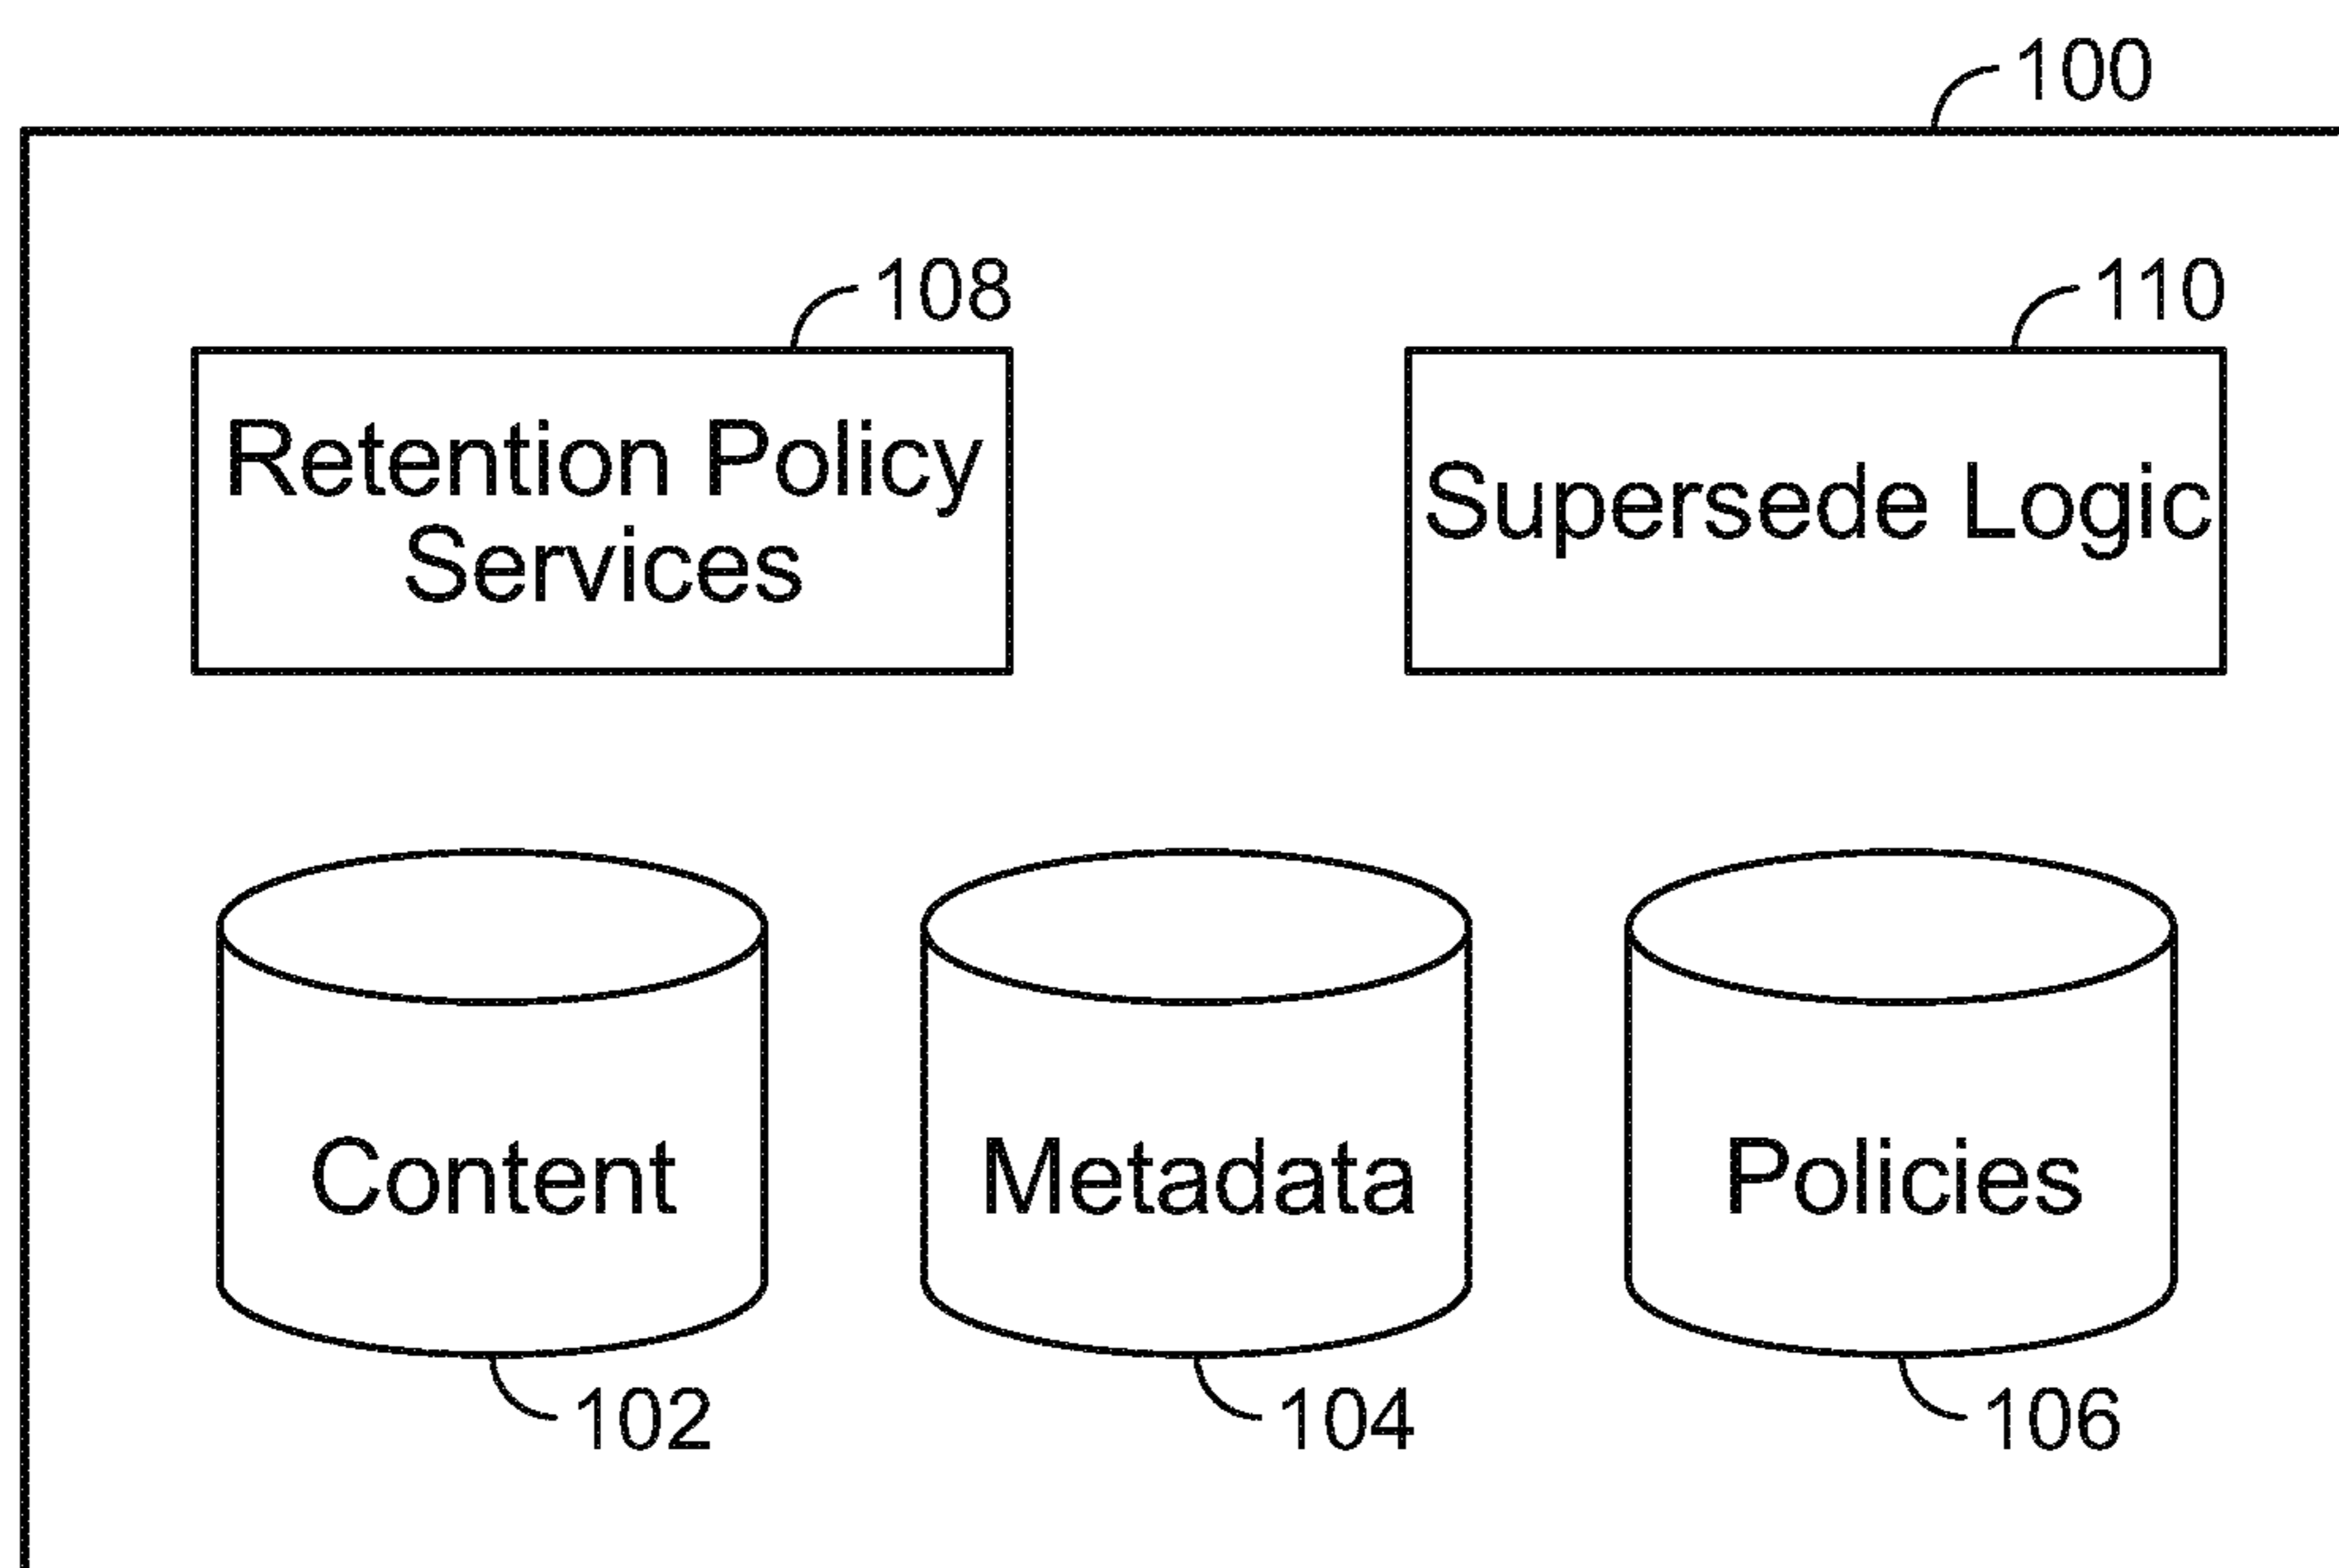 100
108
110
Retention Policy
Services
Supersede Logic
Content
Metadata
Policies
102
104
106